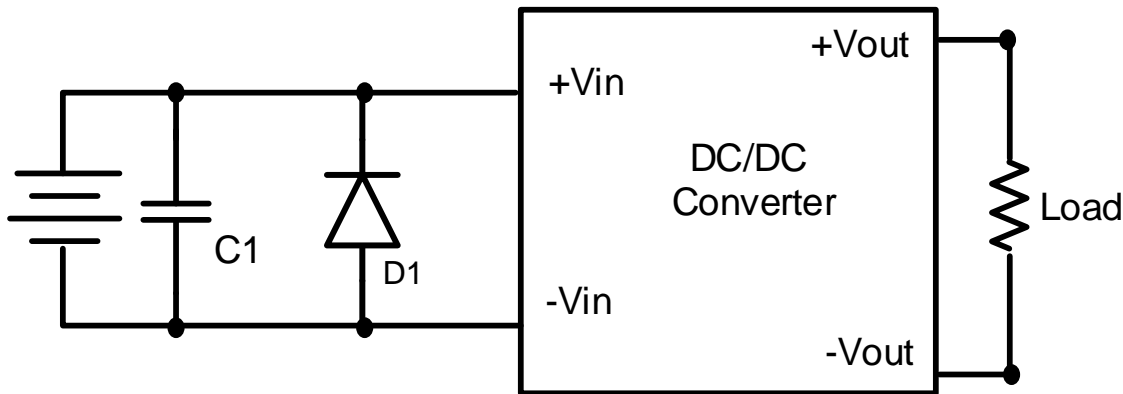 +Vout
+Vin
DC/DC
Converter
Load
C1
D1
-Vin
-Vout